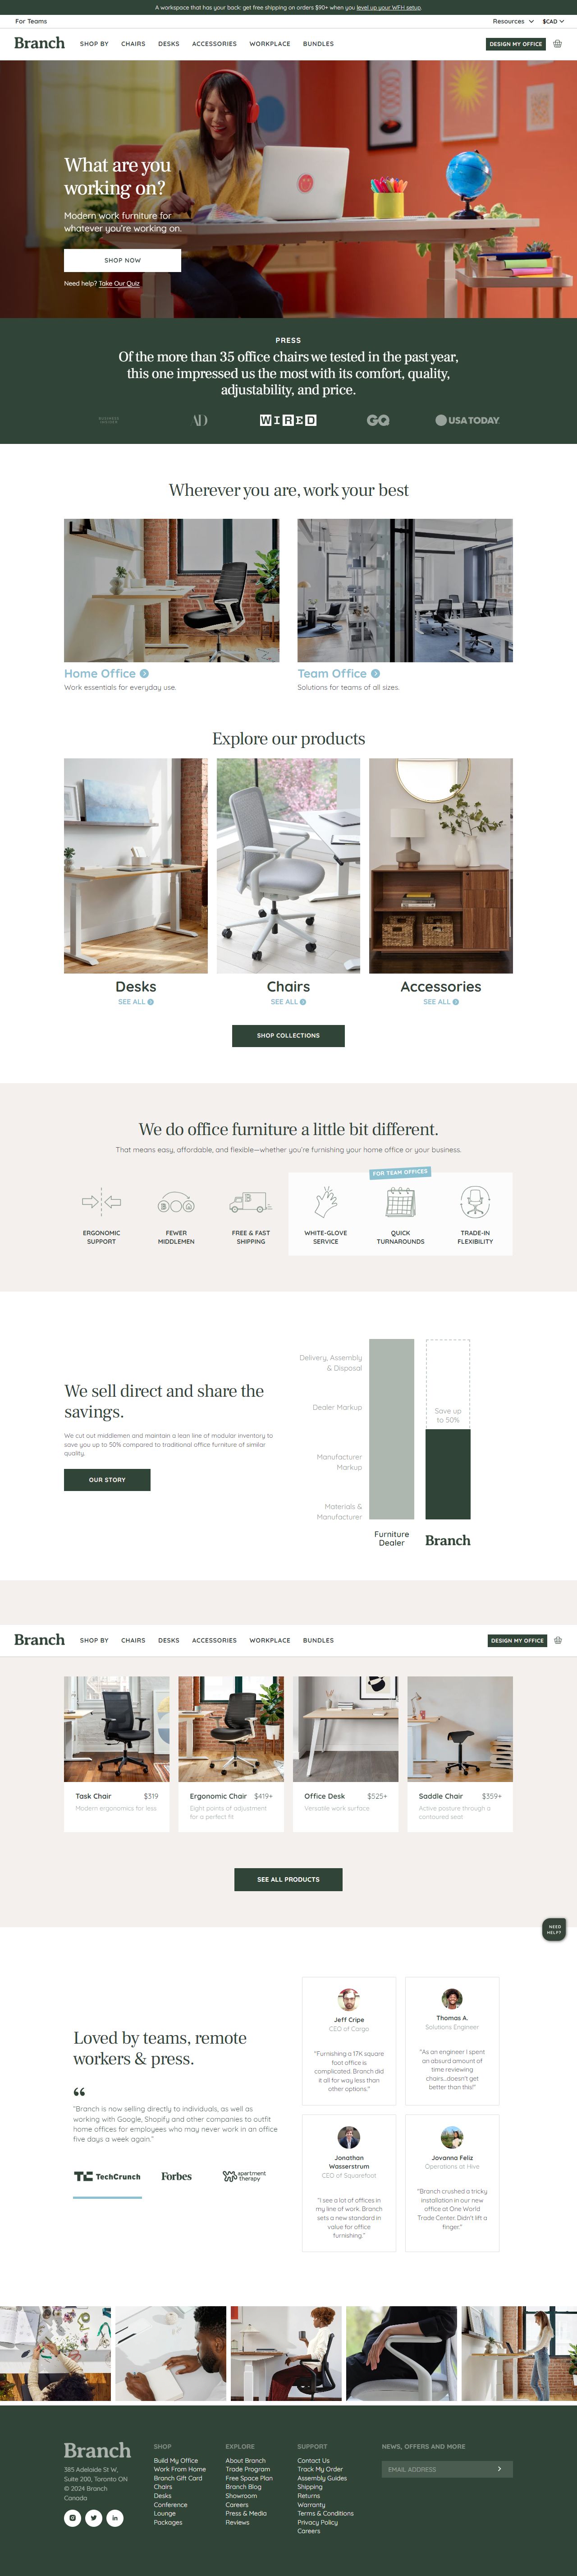 A workspace that has your back: get free shipping on orders $90+ when you level up your WFH setup.
For Teams
Resources
$CAD
Branch
SHOP BY
CHAIRS
DESKS
ACCESSORIES
WORKPLACE
BUNDLES
DESIGN MY OFFICE
What are you
working on?
Modern work furniture for
whatever you're working on.
SHOP NOW
Need help? Take Our Quiz
PRESS
Of the more than 35 office chairs we tested in the past year,
this one impressed us the most with its comfort, quality,
adjustability, and price.
BUSINESS
INSIDER
AD
WIRED
GQ
USA TODAY
Wherever you are, work your best
Home Office
Work essentials for everyday use.
Team Office
Solutions for teams of all sizes.
Explore our products
Desks
SEE ALL
Chairs
SEE ALL
Accessories
SEE ALL
SHOP COLLECTIONS
We do office furniture a little bit different.
That means easy, affordable, and flexible—whether you're furnishing your home office or your business.
FOR TEAM OFFICES
ERGONOMIC
SUPPORT
FEWER
MIDDLEMEN
FREE & FAST
SHIPPING
WHITE-GLOVE
SERVICE
QUICK
TURNAROUNDS
TRADE-IN
FLEXIBILITY
We sell direct and share the
savings.
We cut out middlemen and maintain a lean line of modular inventory to
save you up to 50% compared to traditional office furniture of similar
quality.
OUR STORY
Delivery, Assembly
& Disposal
Dealer Markup
Manufacturer
Markup
Materials &
Manufacturer
Save up
to 50%
Furniture
Dealer
Branch
Branch
SHOP BY
CHAIRS
DESKS
ACCESSORIES
WORKPLACE
BUNDLES
DESIGN MY OFFICE
Task Chair $319
Modern ergonomics for less
Ergonomic Chair $419+
Eight points of adjustment
for a perfect fit
Office Desk $525+
Versatile work surface
Saddle Chair $359+
Active posture through a
contoured seat
SEE ALL PRODUCTS
NEED
HELP?
Loved by teams, remote
workers & press.
“
"Branch is now selling directly to individuals, as well as
working with Google, Shopify and other companies to outfit
home offices for employees who may never work in an office
five days a week again."
TC TechCrunch
Forbes
apartment
therapy
Jeff Cripe
CEO of Cargo
"Furnishing a 17K square
foot office is
complicated. Branch did
it all for way less than
other options."
Thomas A.
Solutions Engineer
"As an engineer I spent
an absurd amount of
time reviewing
chairs...doesn't get
better than this!"
Jonathan
Wasserstrum
CEO of Squarefoot
"I see a lot of offices in
my line of work. Branch
sets a new standard in
value for office
furnishing."
Jovanna Feliz
Operations at Hive
"Branch crushed a tricky
installation in our new
office at One World
Trade Center. Didn't lift a
finger."
Branch
385 Adelaide St W,
Suite 200, Toronto ON
© 2024 Branch
Canada
SHOP
Build My Office
Work From Home
Branch Gift Card
Chairs
Desks
Conference
Lounge
Packages
EXPLORE
About Branch
Trade Program
Free Space Plan
Branch Blog
Showroom
Careers
Press & Media
Reviews
SUPPORT
Contact Us
Track My Order
Assembly Guides
Shipping
Returns
Warranty
Terms & Conditions
Privacy Policy
Careers
NEWS, OFFERS AND MORE
EMAIL ADDRESS